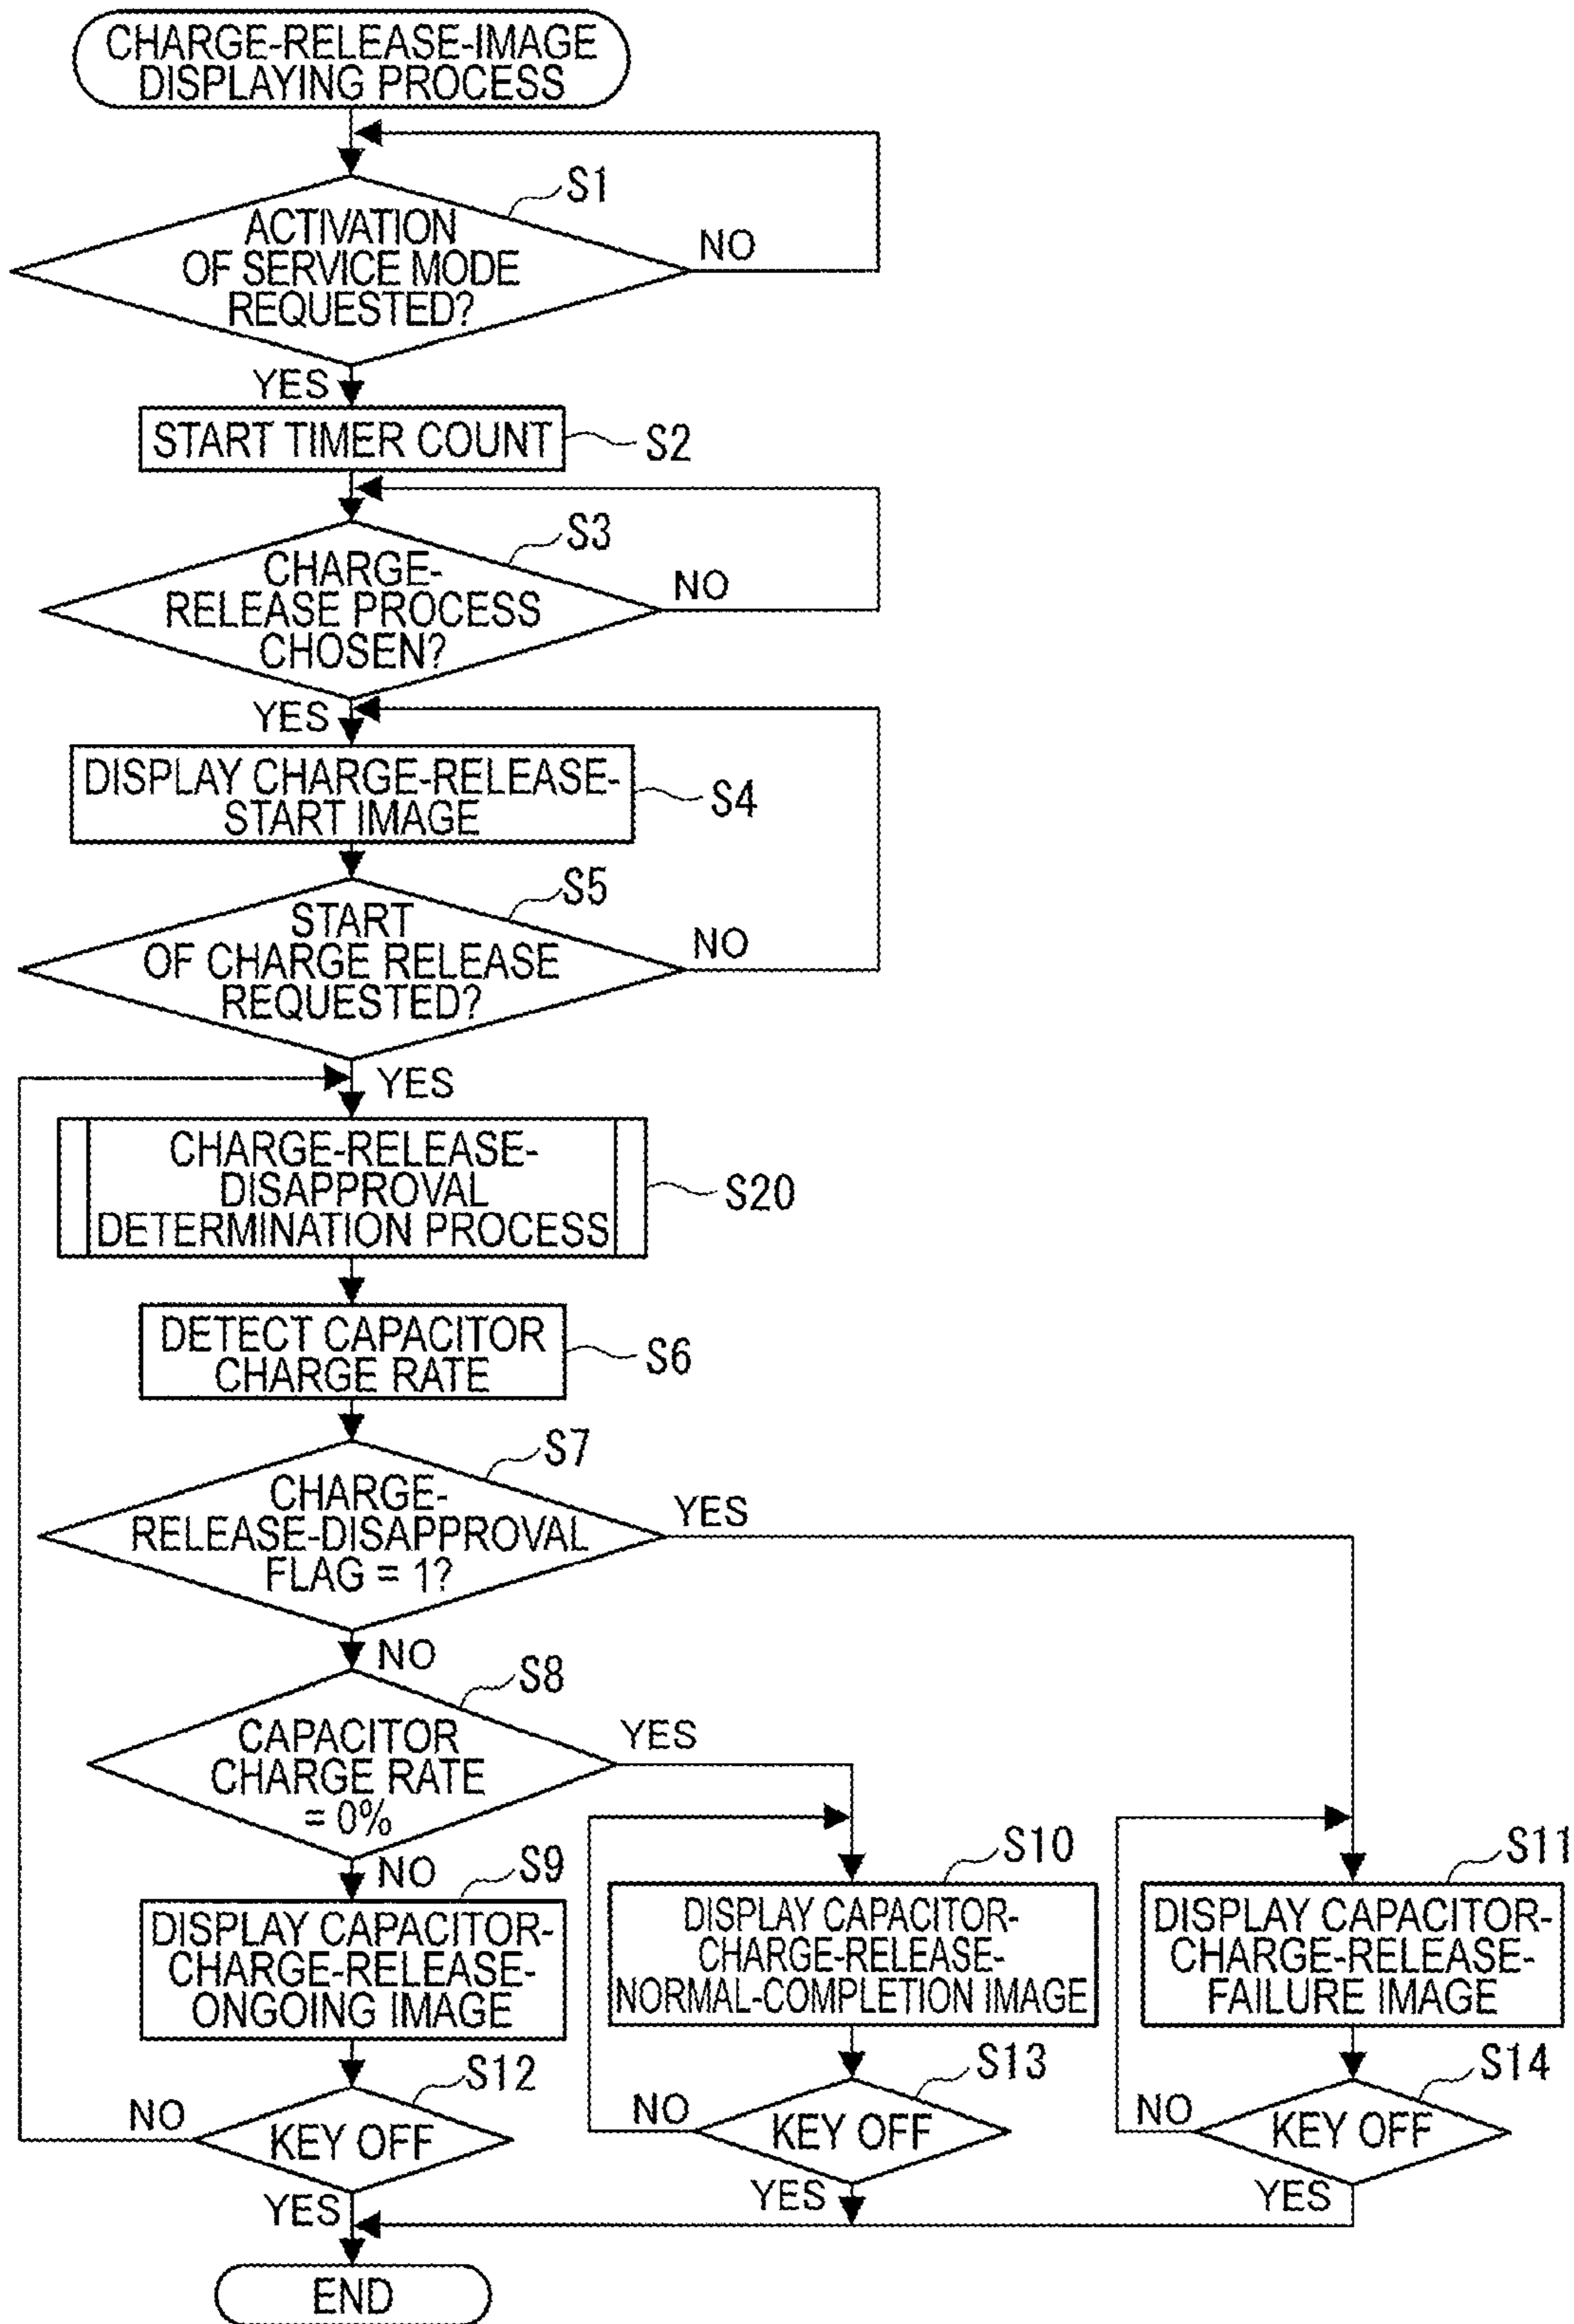 CHARGE-RELEASE-IMAGE
DISPLAYING PROCESS
S1
ACTIVATION
OF SERVICE MODE
REQUESTED?
NO
YES
START TIMER COUNT
S2
S3
CHARGE-
RELEASE PROCESS
CHOSEN?
NO
YES
DISPLAY CHARGE-RELEASE-
START IMAGE
S4
S5
START
OF CHARGE RELEASE
REQUESTED?
NO
YES
CHARGE-RELEASE-
DISAPPROVAL
DETERMINATION PROCESS
S20
DETECT CAPACITOR
CHARGE RATE
S6
S7
CHARGE-
RELEASE-DISAPPROVAL
FLAG = 1?
YES
NO
S8
CAPACITOR
CHARGE RATE
= 0%
YES
NO
S9
DISPLAY CAPACITOR-
CHARGE-RELEASE-
ONGOING IMAGE
S10
DISPLAY CAPACITOR-
CHARGE-RELEASE-
NORMAL-COMPLETION IMAGE
S11
DISPLAY CAPACITOR-
CHARGE-RELEASE-
FAILURE IMAGE
S12
KEY OFF
NO
YES
S13
KEY OFF
NO
YES
S14
KEY OFF
NO
YES
END